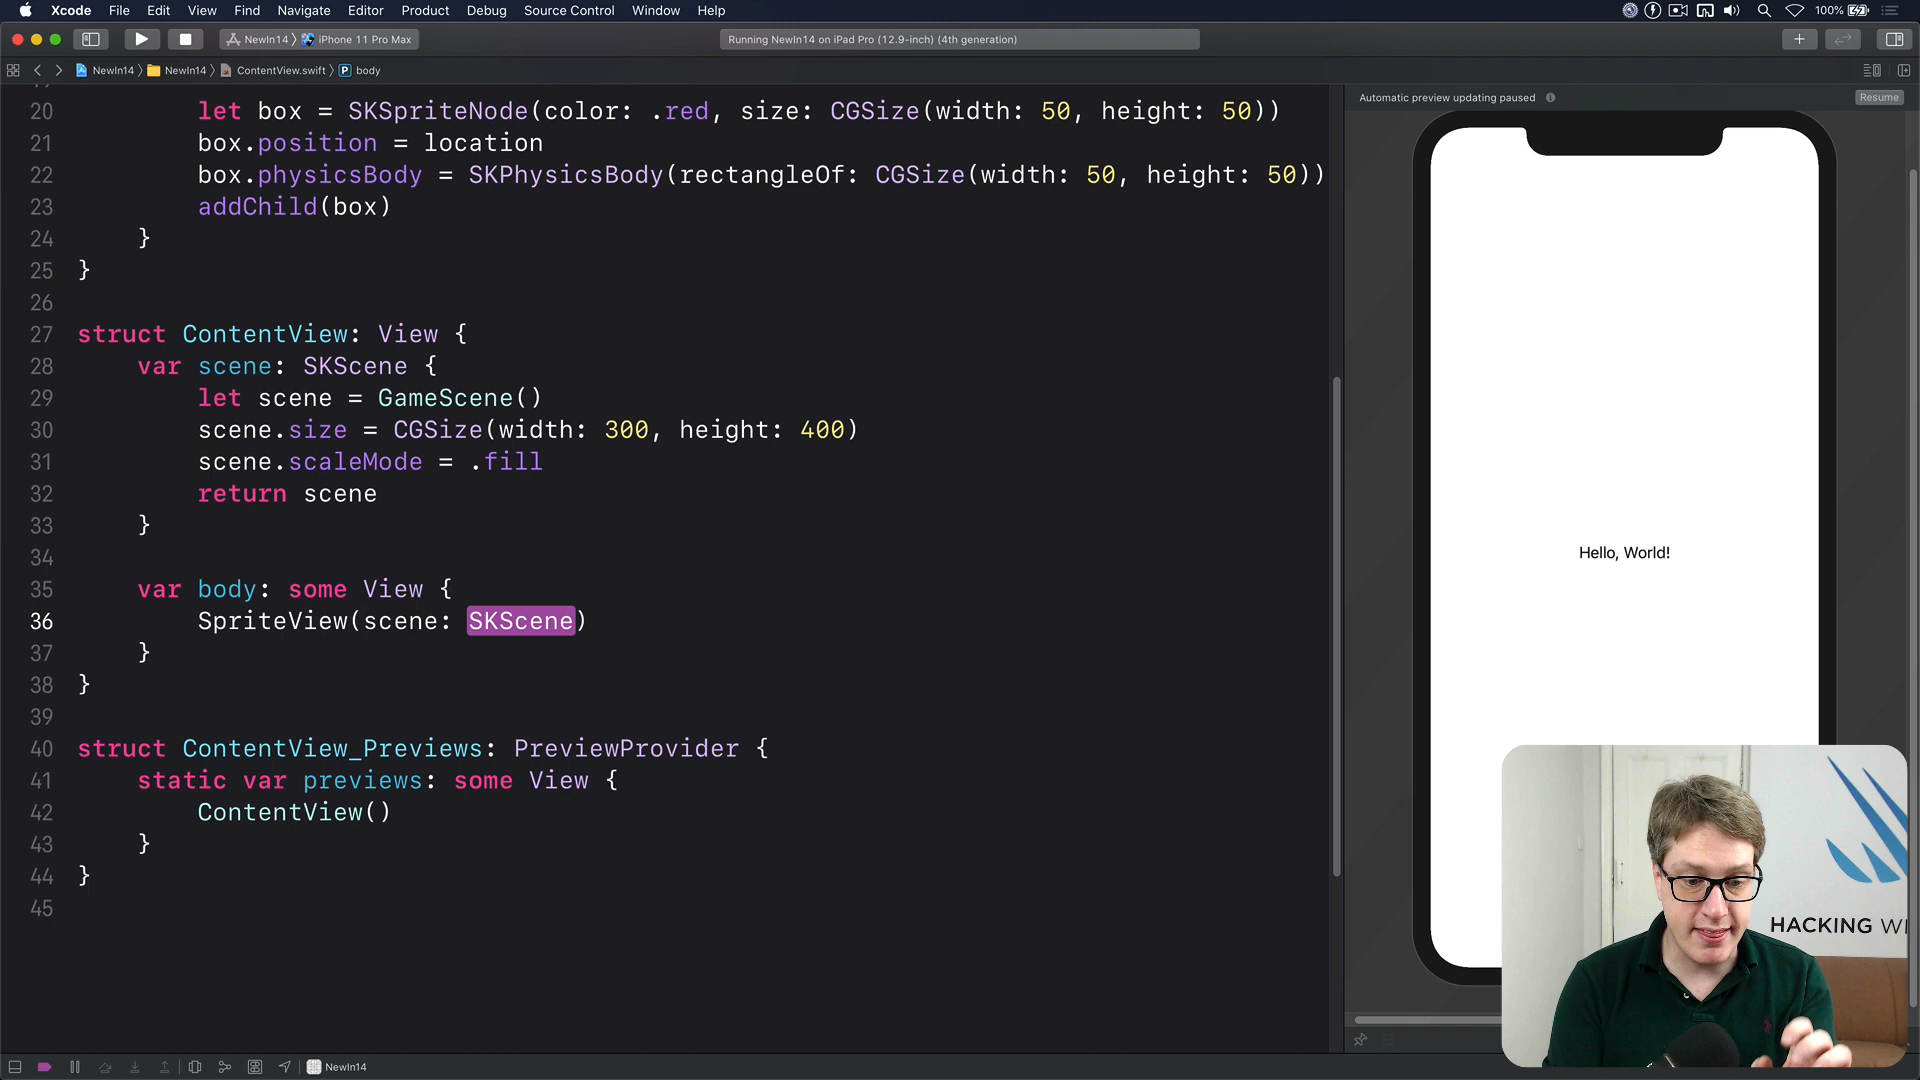 Xcode File Edit View Find Navigate Editor Product Debug Source Control Window Help 100%
NewIn14 iPhone 11 Pro Max Running NewIn14 on iPad Pro (12.9-inch) (4th generation)
NewIn14 NewIn14 ContentView.swift P body
Automatic preview updating paused Resume
20 let box = SKSpriteNode(color: .red, size: CGSize(width: 50, height: 50))
21 box.position = location
22 box.physicsBody = SKPhysicsBody(rectangleOf: CGSize(width: 50, height: 50))
23 addChild(box)
24 }
25 }
26
27 struct ContentView: View {
28 var scene: SKScene {
29 let scene = GameScene()
30 scene.size = CGSize(width: 300, height: 400)
31 scene.scaleMode = .fill
32 return scene
33 }
34
35 var body: some View {
36 SpriteView(scene: SKScene)
37 }
38 }
39
40 struct ContentView_Previews: PreviewProvider {
41 static var previews: some View {
42 ContentView()
43 }
44 }
45
Hello, World!
HACKING WI
NewIn14